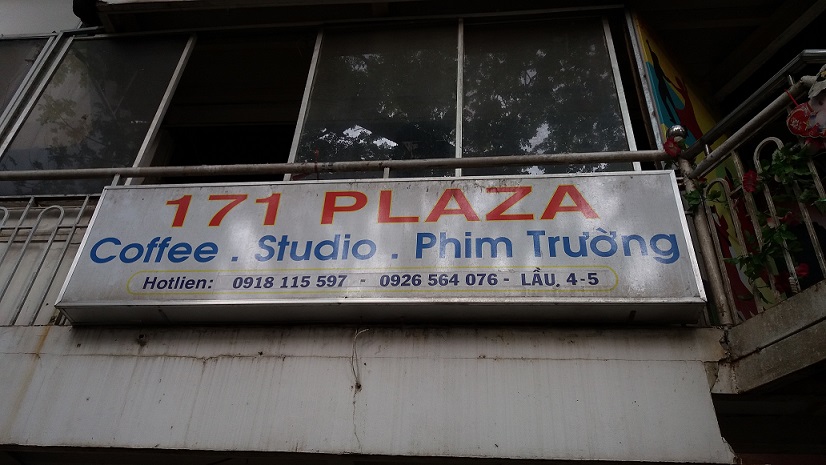 171 PLAZA
Coffee . Studio . Phim Trường
Hotlien: 0918 115 597 - 0926 564 076 - LẦU. 4-5